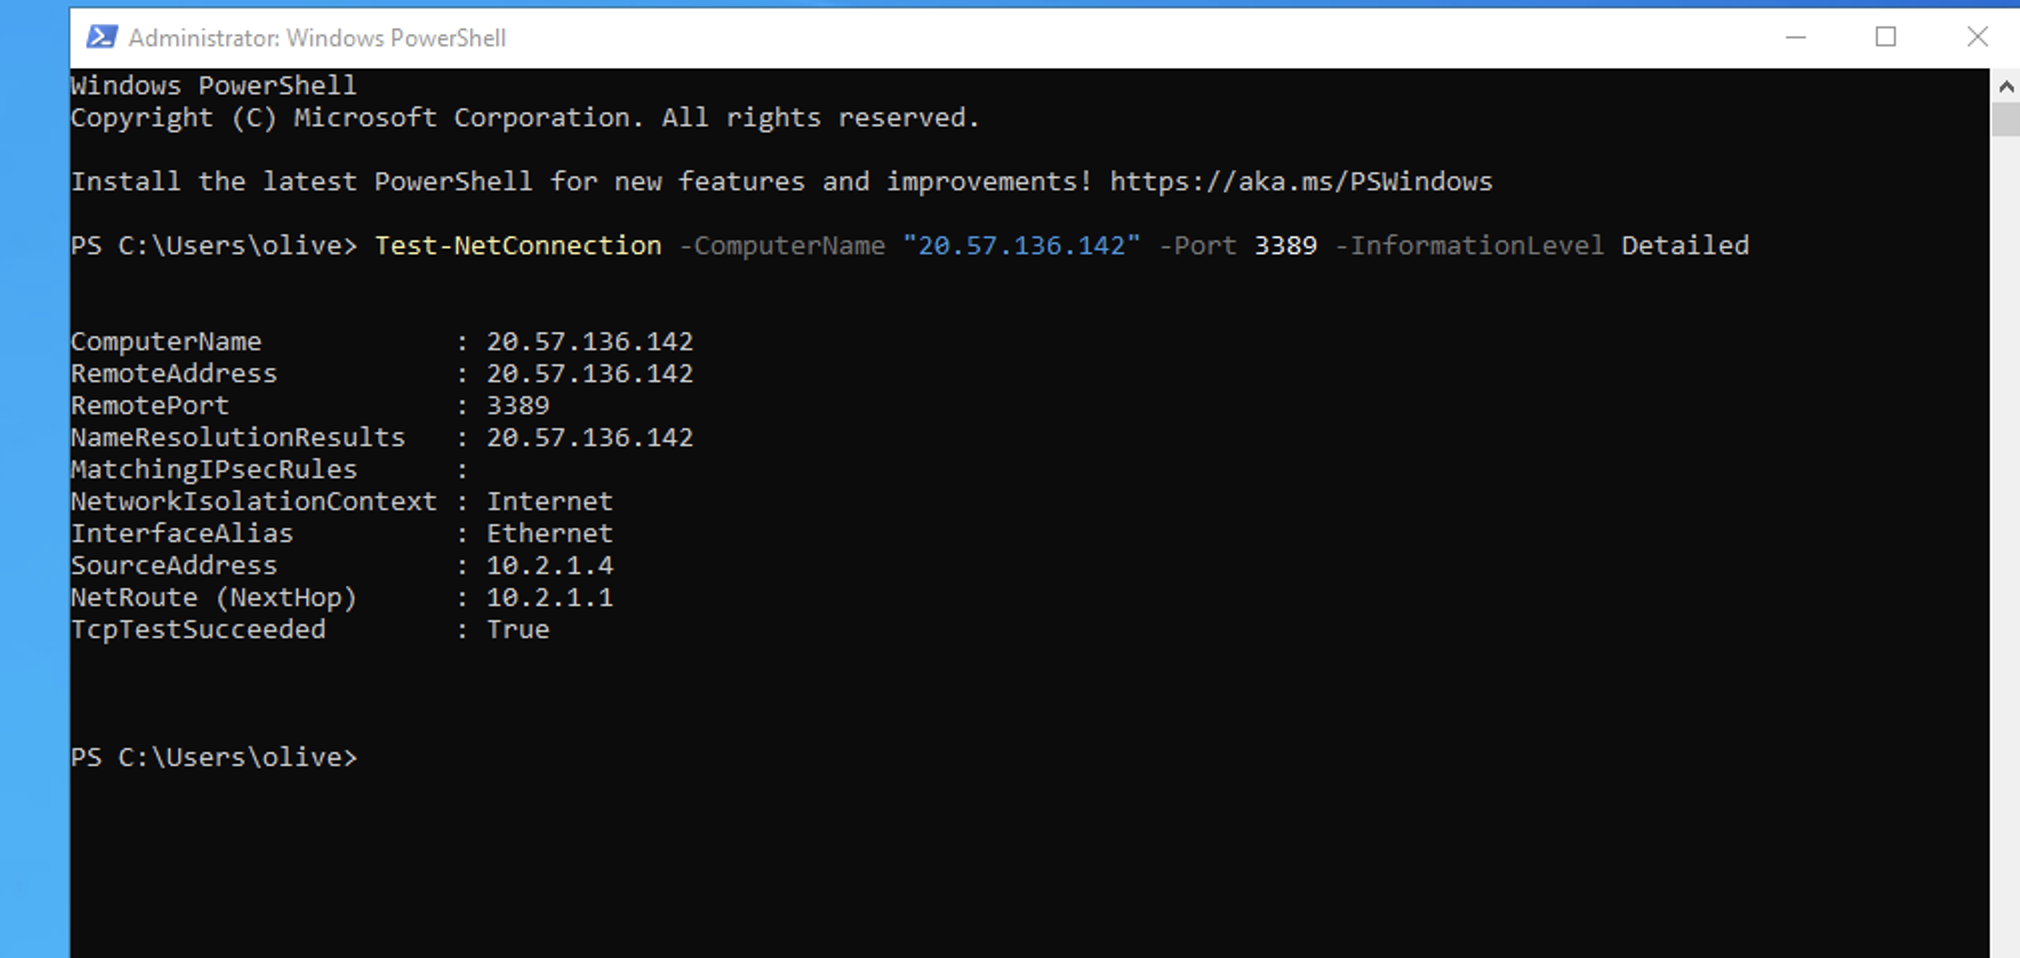 Administrator: Windows PowerShell
Windows PowerShell
Copyright (C) Microsoft Corporation. All rights reserved.
Install the latest PowerShell for new features and improvements! https://aka.ms/PSWindows
PS C:\Users\olive> Test-NetConnection -ComputerName "20.57.136.142" -Port 3389 -InformationLevel Detailed
ComputerName            : 20.57.136.142
RemoteAddress           : 20.57.136.142
RemotePort              : 3389
NameResolutionResults   : 20.57.136.142
MatchingIPsecRules      :
NetworkIsolationContext : Internet
InterfaceAlias          : Ethernet
SourceAddress           : 10.2.1.4
NetRoute (NextHop)      : 10.2.1.1
TcpTestSucceeded        : True
PS C:\Users\olive>